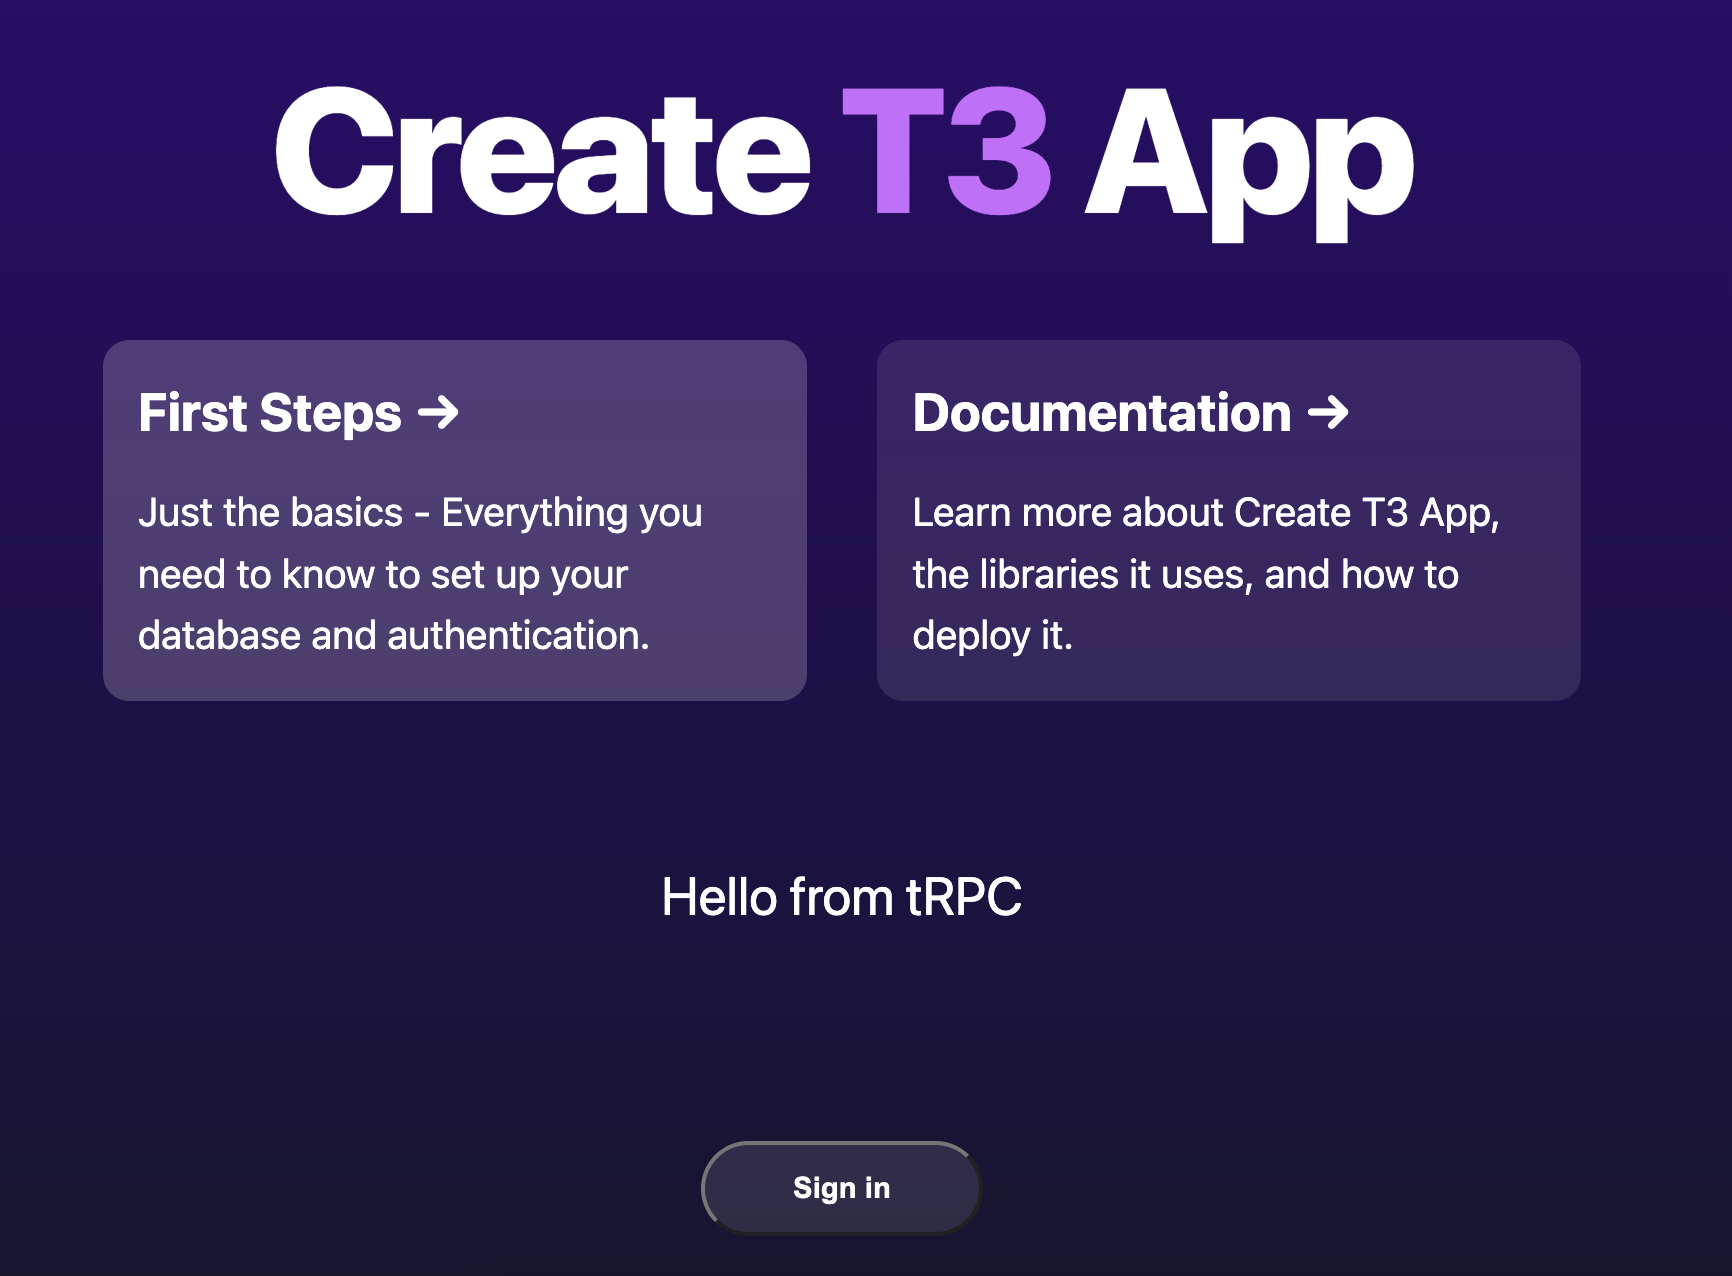 Create T3 App
First Steps →
Just the basics - Everything you
need to know to set up your
database and authentication.
Documentation →
Learn more about Create T3 App,
the libraries it uses, and how to
deploy it.
Hello from tRPC
Sign in